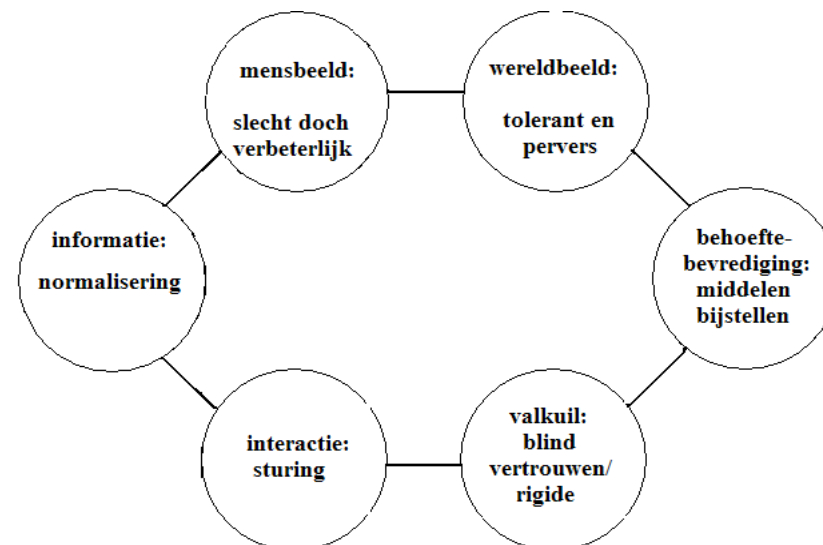 mensbeeld:
slecht doch
verbeterlijk
wereldbeeld:
tolerant en
pervers
informatie:
normalisering
behoefte-
bevrediging:
middelen
bijstellen
interactie:
sturing
valkuil:
blind
vertrouwen/
rigide